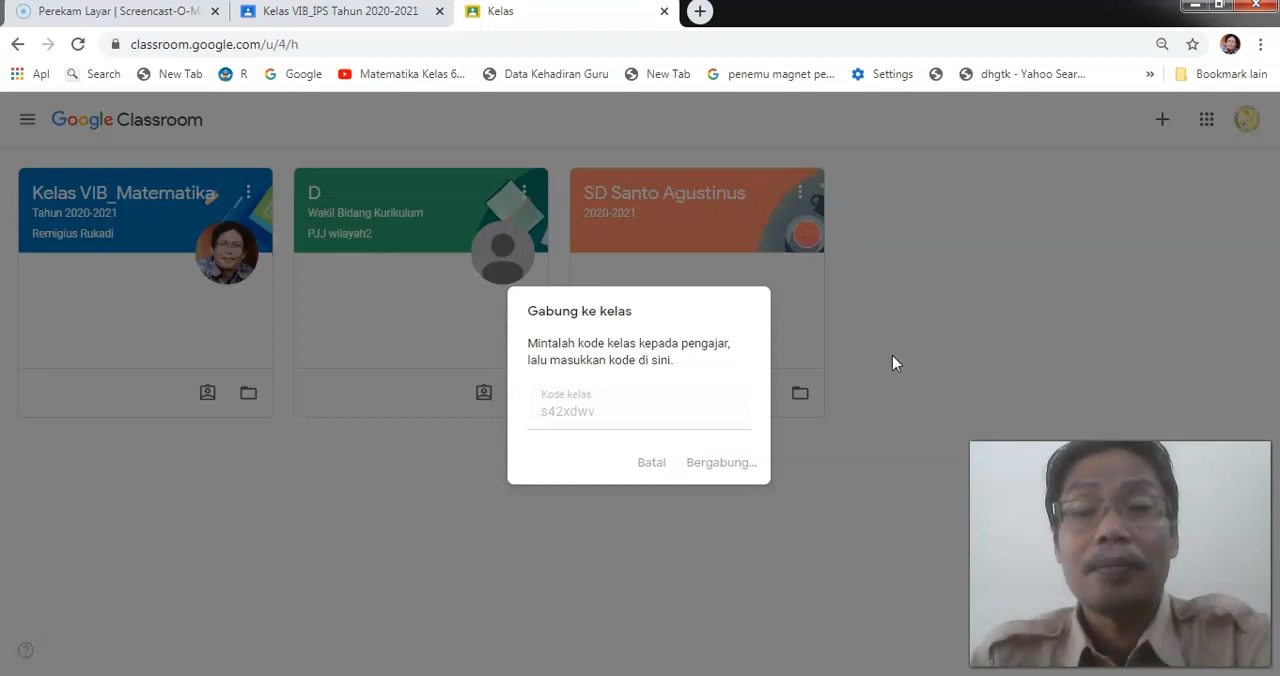 Perekam Layar | Screencast-O-M
Kelas VIB_IPS Tahun 2020-2021
Kelas
classroom.google.com/u/4/h
Apl
Search
New Tab
R
Google
Matematika Kelas 6...
Data Kehadiran Guru
New Tab
penemu magnet pe...
Settings
dhgtk - Yahoo Sear...
»
Bookmark lain
Google Classroom
Kelas VIB_Matematika
Tahun 2020-2021
Remigius Rukadi
D
Wakil Bidang Kurikulum
PJJ wilayah2
SD Santo Agustinus
2020-2021
Gabung ke kelas
Mintalah kode kelas kepada pengajar,
lalu masukkan kode di sini.
Kode kelas
s42xdwv
Batal
Bergabung...